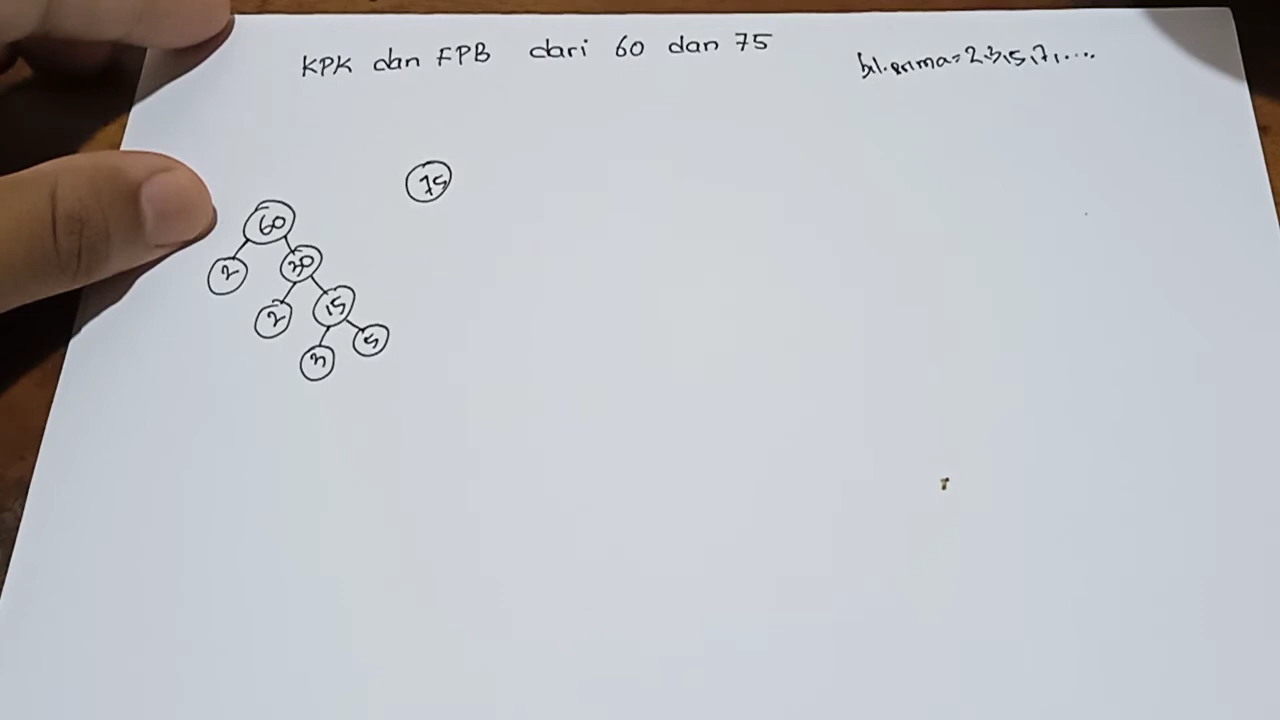 KPK dan FPB dari 60 dan 75
bil. prima = 2,3,5,7, ....
75
60
2 30
2 15
3 5